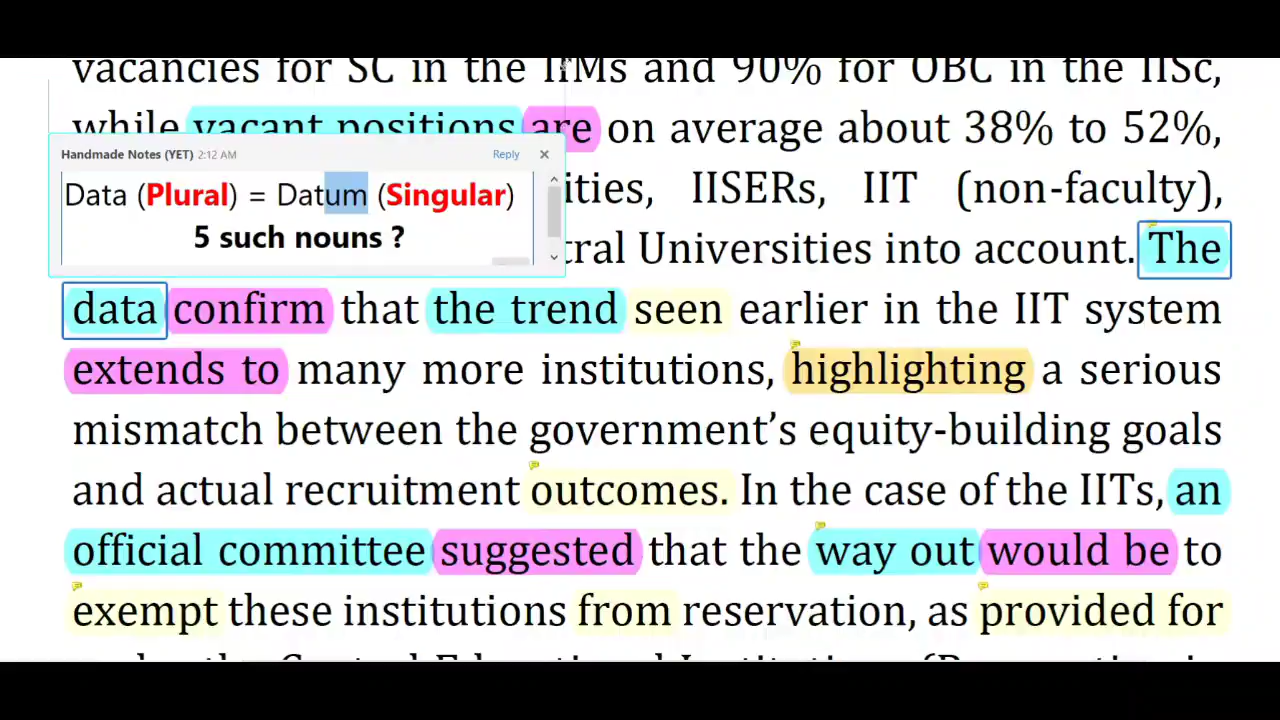 vacancies for SC in the IIMs and 90% for OBC in the IISc,
while vacant positions are on average about 38% to 52%,
Handmade Notes (YET) 2:12 AM Reply
Data (Plural) = Datum (Singular)
5 such nouns ?
ities, IISERs, IIT (non-faculty),
tral Universities into account. The
data confirm that the trend seen earlier in the IIT system
extends to many more institutions, highlighting a serious
mismatch between the government’s equity-building goals
and actual recruitment outcomes. In the case of the IITs, an
official committee suggested that the way out would be to
exempt these institutions from reservation, as provided for